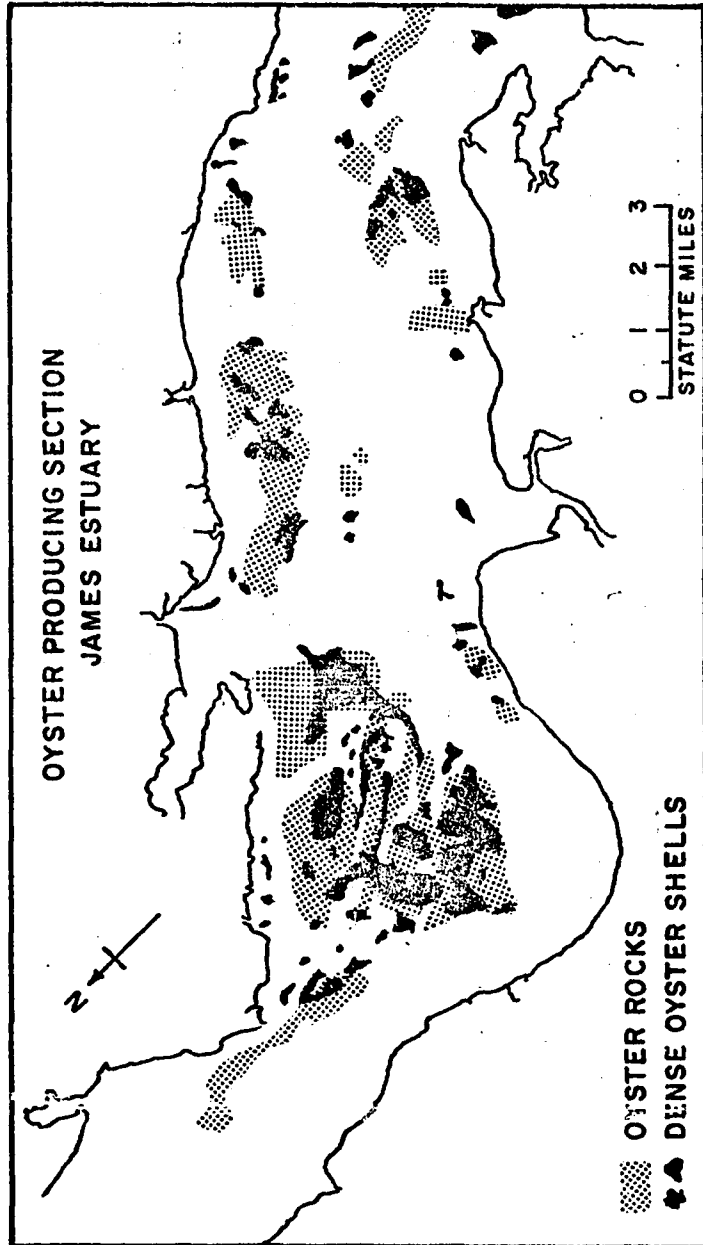 OYSTER PRODUCING SECTION
JAMES ESTUARY
N
0 1 2 3
STATUTE MILES
OYSTER ROCKS
DENSE OYSTER SHELLS